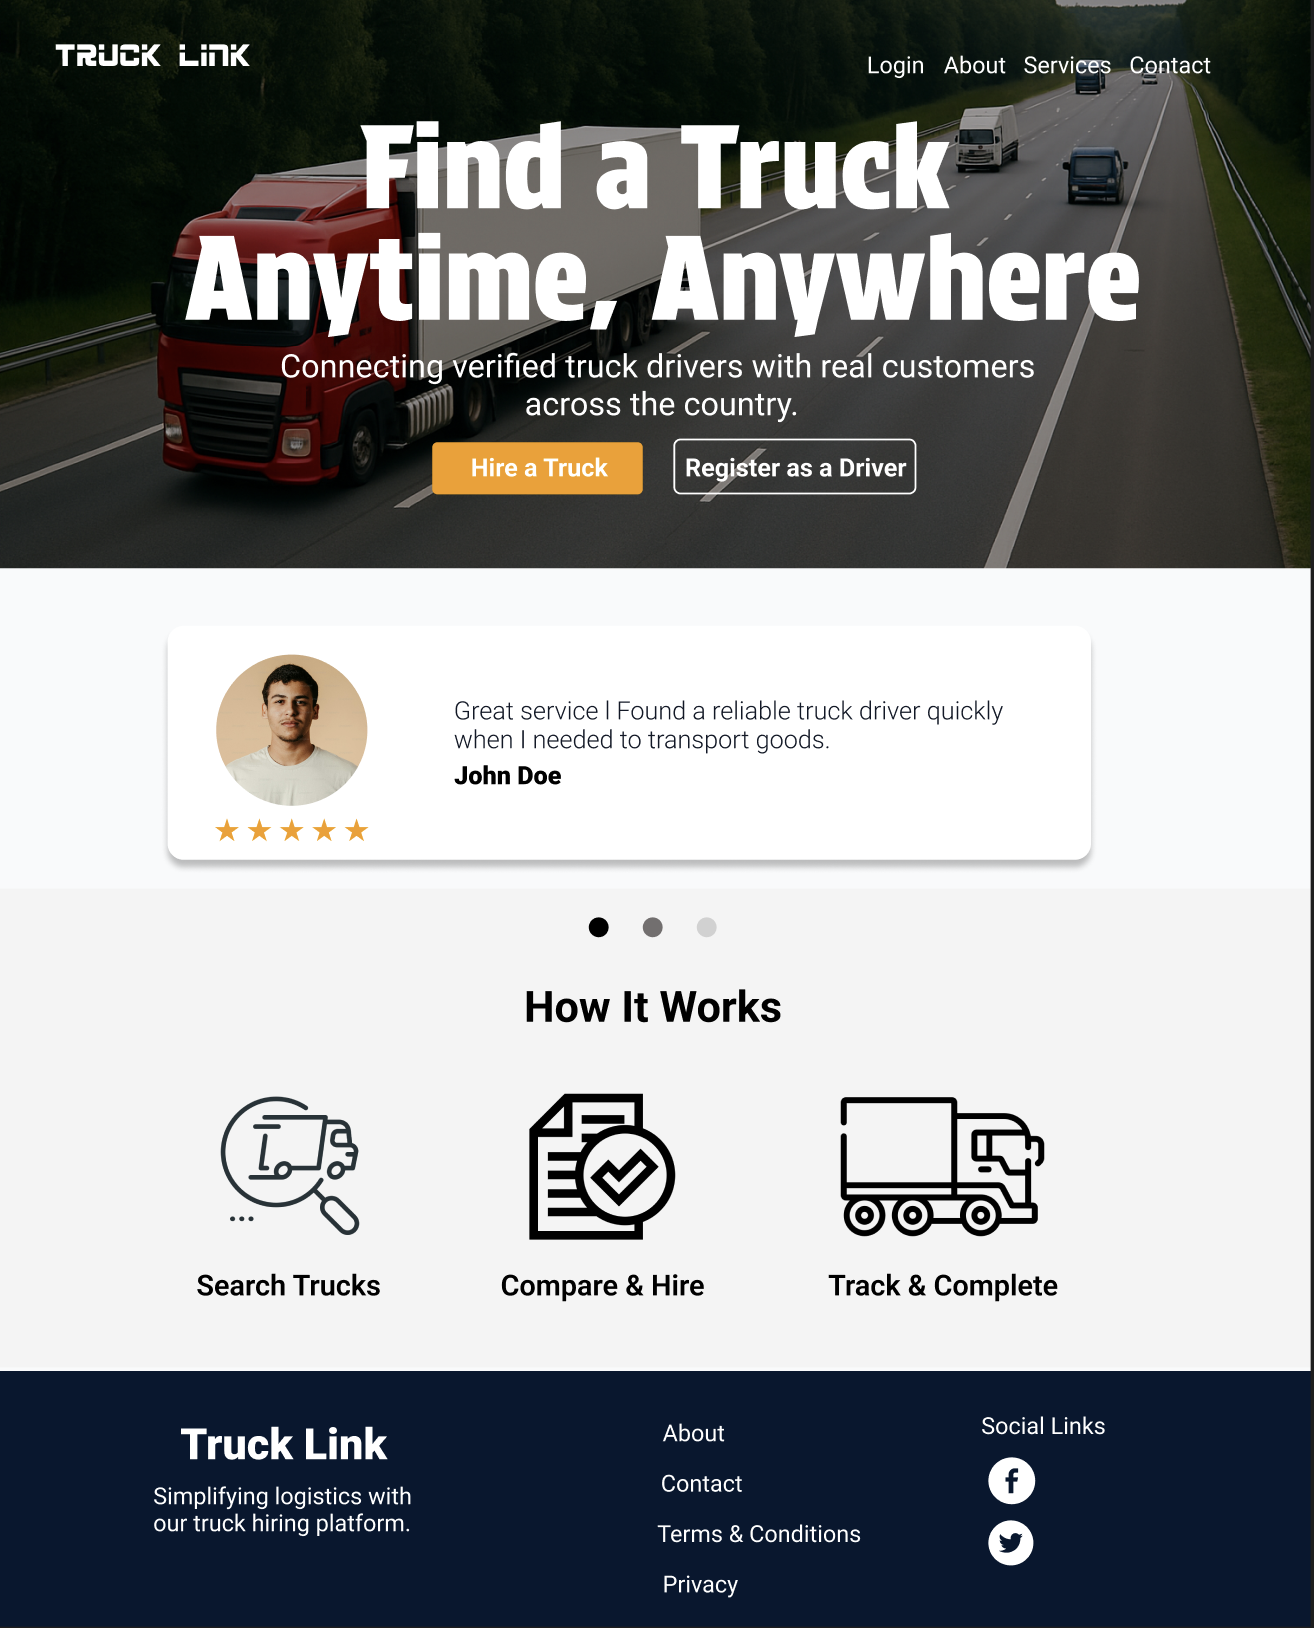 TRUCK LINK
Login About Services Contact
Find a Truck
Anytime, Anywhere
Connecting verified truck drivers with real customers
across the country.
Hire a Truck
Register as a Driver
Great service l Found a reliable truck driver quickly
when I needed to transport goods.
John Doe
How It Works
Search Trucks
Compare & Hire
Track & Complete
Truck Link
Simplifying logistics with
our truck hiring platform.
About
Contact
Terms & Conditions
Privacy
Social Links